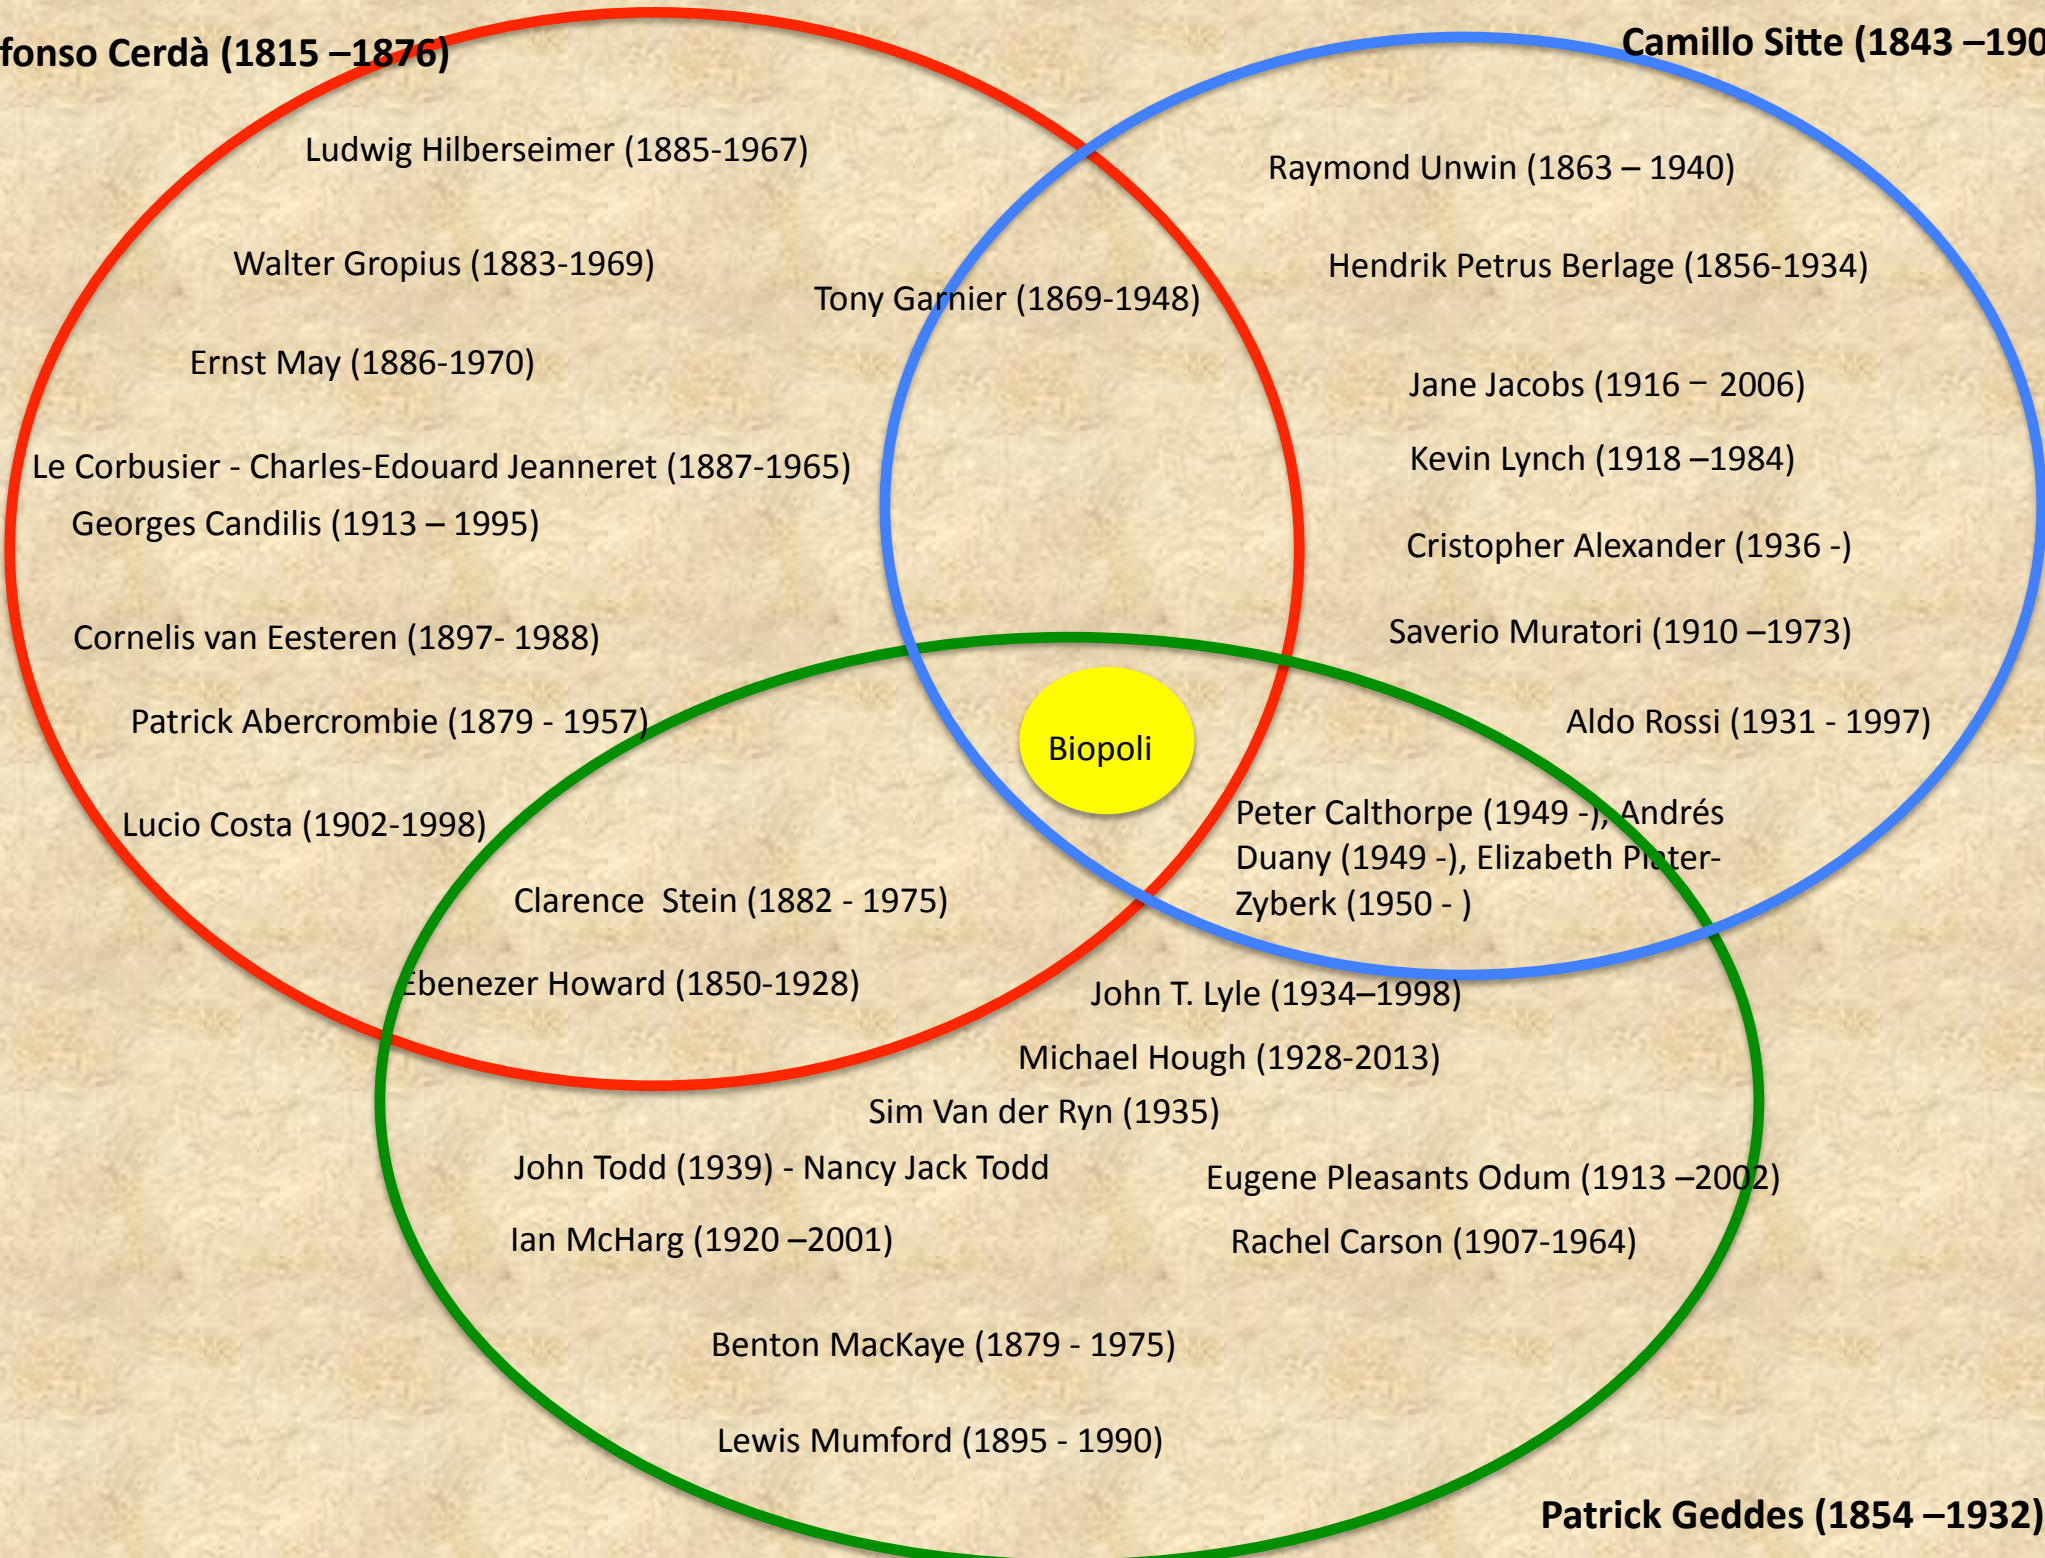 fonso Cerdà (1815 –1876)
Camillo Sitte (1843 –190
Ludwig Hilberseimer (1885-1967)
Raymond Unwin (1863 – 1940)
Walter Gropius (1883-1969)
Hendrik Petrus Berlage (1856-1934)
Tony Garnier (1869-1948)
Ernst May (1886-1970)
Jane Jacobs (1916 – 2006)
Le Corbusier - Charles-Edouard Jeanneret (1887-1965)
Kevin Lynch (1918 –1984)
Georges Candilis (1913 – 1995)
Cristopher Alexander (1936 -)
Cornelis van Eesteren (1897- 1988)
Saverio Muratori (1910 –1973)
Patrick Abercrombie (1879 - 1957)
Aldo Rossi (1931 - 1997)
Biopoli
Lucio Costa (1902-1998)
Peter Calthorpe (1949 -), Andrés
Duany (1949 -), Elizabeth Plater-
Zyberk (1950 - )
Clarence  Stein (1882 - 1975)
Ebenezer Howard (1850-1928)
John T. Lyle (1934–1998)
Michael Hough (1928-2013)
Sim Van der Ryn (1935)
John Todd (1939) - Nancy Jack Todd
Eugene Pleasants Odum (1913 –2002)
Ian McHarg (1920 –2001)
Rachel Carson (1907-1964)
Benton MacKaye (1879 - 1975)
Lewis Mumford (1895 - 1990)
Patrick Geddes (1854 –1932)